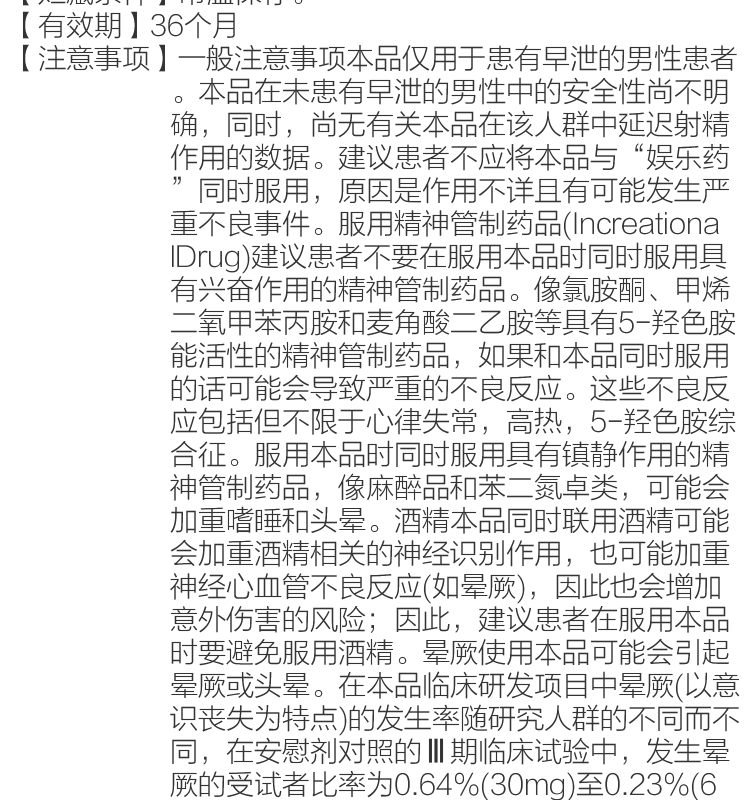 【有效期】36个月
【注意事项】一般注意事项本品仅用于患有早泄的男性患者
。本品在未患有早泄的男性中的安全性尚不明
确，同时，尚无有关本品在该人群中延迟射精
作用的数据。建议患者不应将本品与“娱乐药
”同时服用，原因是作用不详且有可能发生严
重不良事件。服用精神管制药品(Increationa
lDrug)建议患者不要在服用本品时同时服用具
有兴奋作用的精神管制药品。像氯胺酮、甲烯
二氧甲苯丙胺和麦角酸二乙胺等具有5-羟色胺
能活性的精神管制药品，如果和本品同时服用
的话可能会导致严重的不良反应。这些不良反
应包括但不限于心律失常，高热，5-羟色胺综
合征。服用本品时同时服用具有镇静作用的精
神管制药品，像麻醉品和苯二氮卓类，可能会
加重嗜睡和头晕。酒精本品同时联用酒精可能
会加重酒精相关的神经识别作用，也可能加重
神经心血管不良反应(如晕厥)，因此也会增加
意外伤害的风险；因此，建议患者在服用本品
时要避免服用酒精。晕厥使用本品可能会引起
晕厥或头晕。在本品临床研发项目中晕厥(以意
识丧失为特点)的发生率随研究人群的不同而不
同，在安慰剂对照的Ⅲ期临床试验中，发生晕
厥的受试者比率为0.64%(30mg)至0.23%(6